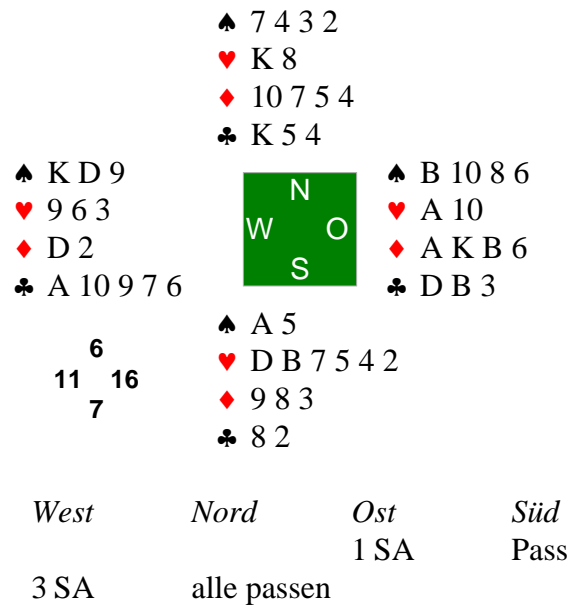 ♠ 7 4 3 2
♥ K 8
♦ 10 7 5 4
♣ K 5 4
♠ K D 9
♥ 9 6 3
♦ D 2
♣ A 10 9 7 6
N
W O
S
♠ B 10 8 6
♥ A 10
♦ A K B 6
♣ D B 3
♠ A 5
♥ D B 7 5 4 2
♦ 9 8 3
♣ 8 2
6
11 16
7
West Nord Ost Süd
1 SA Pass
3 SA alle passen